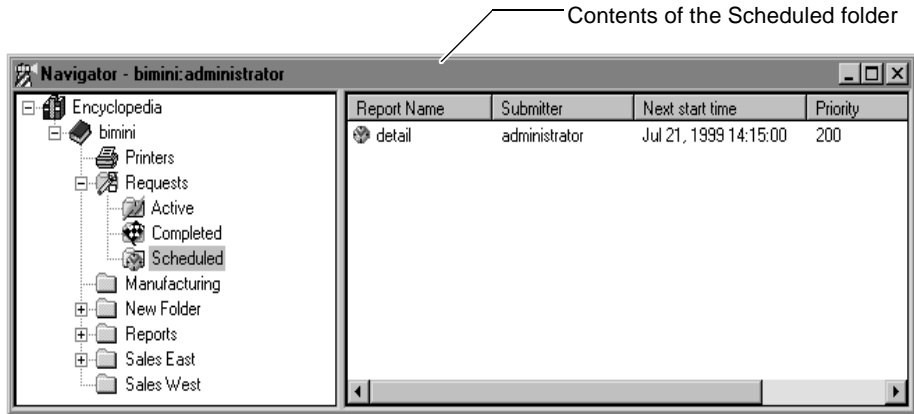 Contents of the Scheduled folder
Navigator - bimini:administrator
Encyclopedia
bimini
Printers
Requests
Active
Completed
Scheduled
Manufacturing
New Folder
Reports
Sales East
Sales West
Report Name Submitter Next start time Priority
detail administrator Jul 21, 1999 14:15:00 200